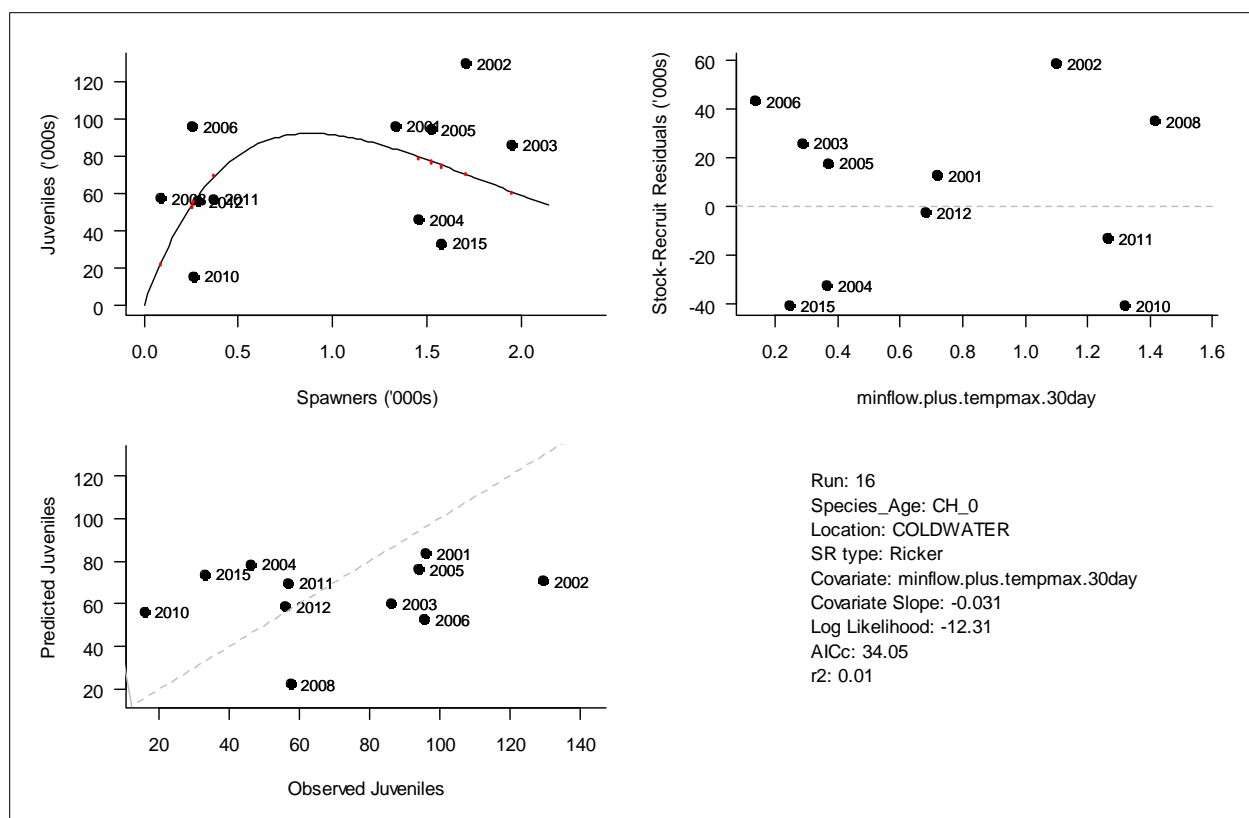 Juveniles ('000s)
120
100
80
60
40
20
0
2002
2006
2001
2005
2003
2008
2012
2011
2004
2015
2010
0.0 0.5 1.0 1.5 2.0
Spawners ('000s)
Stock-Recruit Residuals ('000s)
60
40
20
0
-20
-40
2002
2006
2008
2003
2005
2001
2012
2011
2004
2015
2010
0.2 0.4 0.6 0.8 1.0 1.2 1.4 1.6
minflow.plus.tempmax.30day
Predicted Juveniles
120
100
80
60
40
20
2001
2004
2005
2015
2011
2002
2010
2012
2003
2006
2008
20 40 60 80 100 120 140
Observed Juveniles
Run: 16
Species_Age: CH_0
Location: COLDWATER
SR type: Ricker
Covariate: minflow.plus.tempmax.30day
Covariate Slope: -0.031
Log Likelihood: -12.31
AICc: 34.05
r2: 0.01